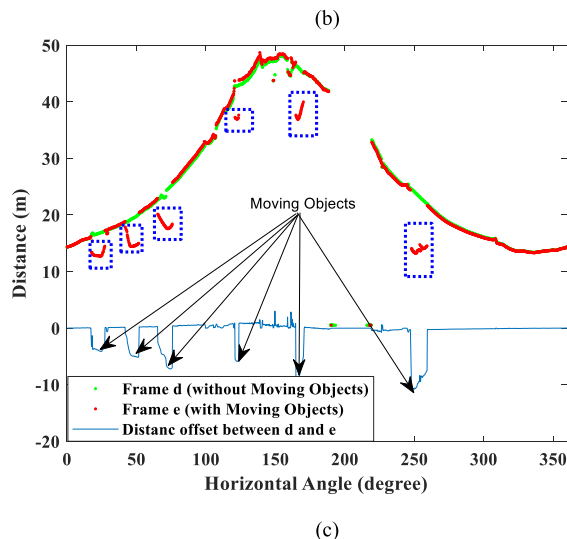 (b)
50
40
30
20
10
0
-10
-20
Distance (m)
Moving Objects
Frame d (without Moving Objects)
Frame e (with Moving Objects)
Distanc offset between d and e
0 50 100 150 200 250 300 350
Horizontal Angle (degree)
(c)